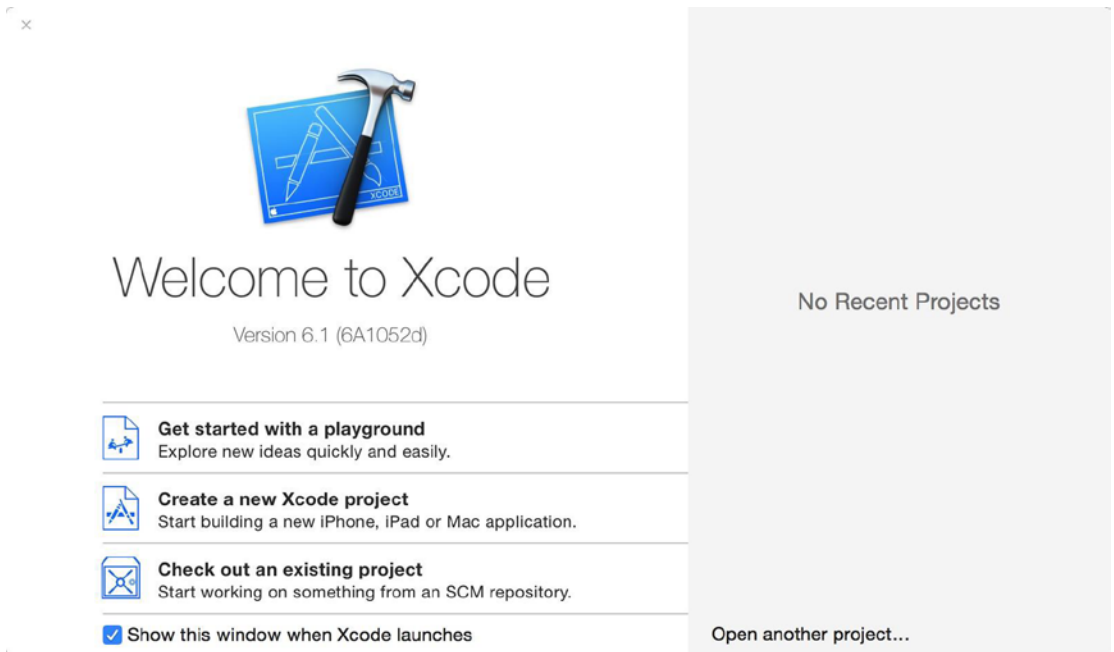 XCODE
Welcome to Xcode
Version 6.1 (6A1052d)
Get started with a playground
Explore new ideas quickly and easily.
Create a new Xcode project
Start building a new iPhone, iPad or Mac application.
Check out an existing project
Start working on something from an SCM repository.
Show this window when Xcode launches
No Recent Projects
Open another project...